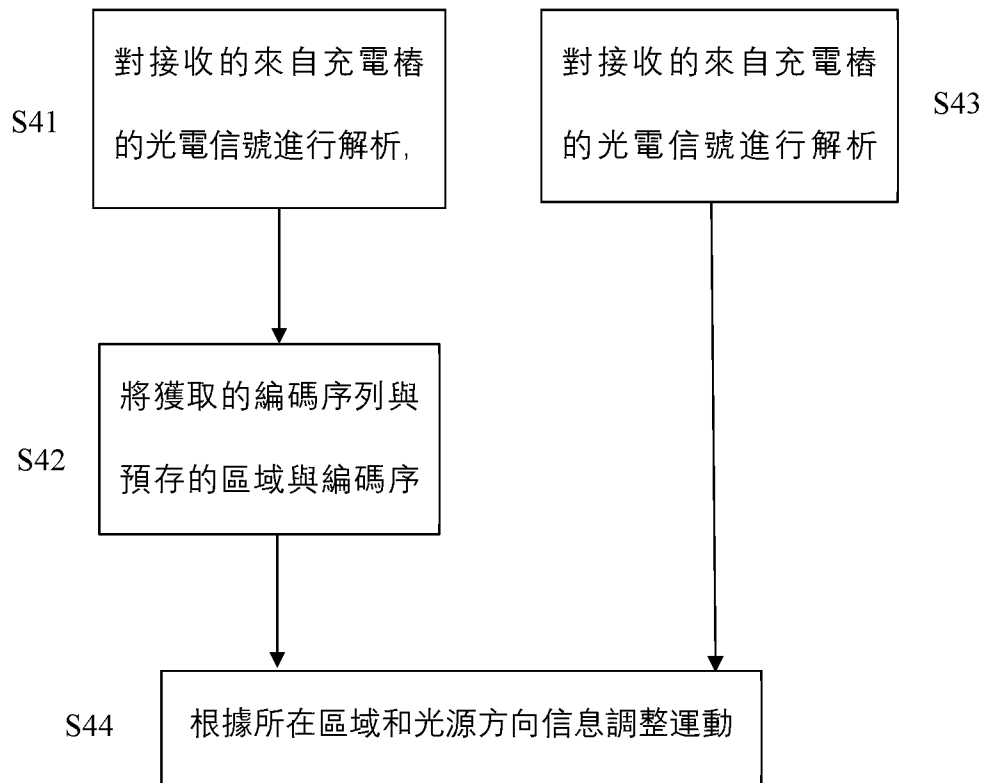 S41
對接收的來自充電樁
的光電信號進行解析,
對接收的來自充電樁
的光電信號進行解析
S43
S42
將獲取的編碼序列與
預存的區域與編碼序
S44
根據所在區域和光源方向信息調整運動